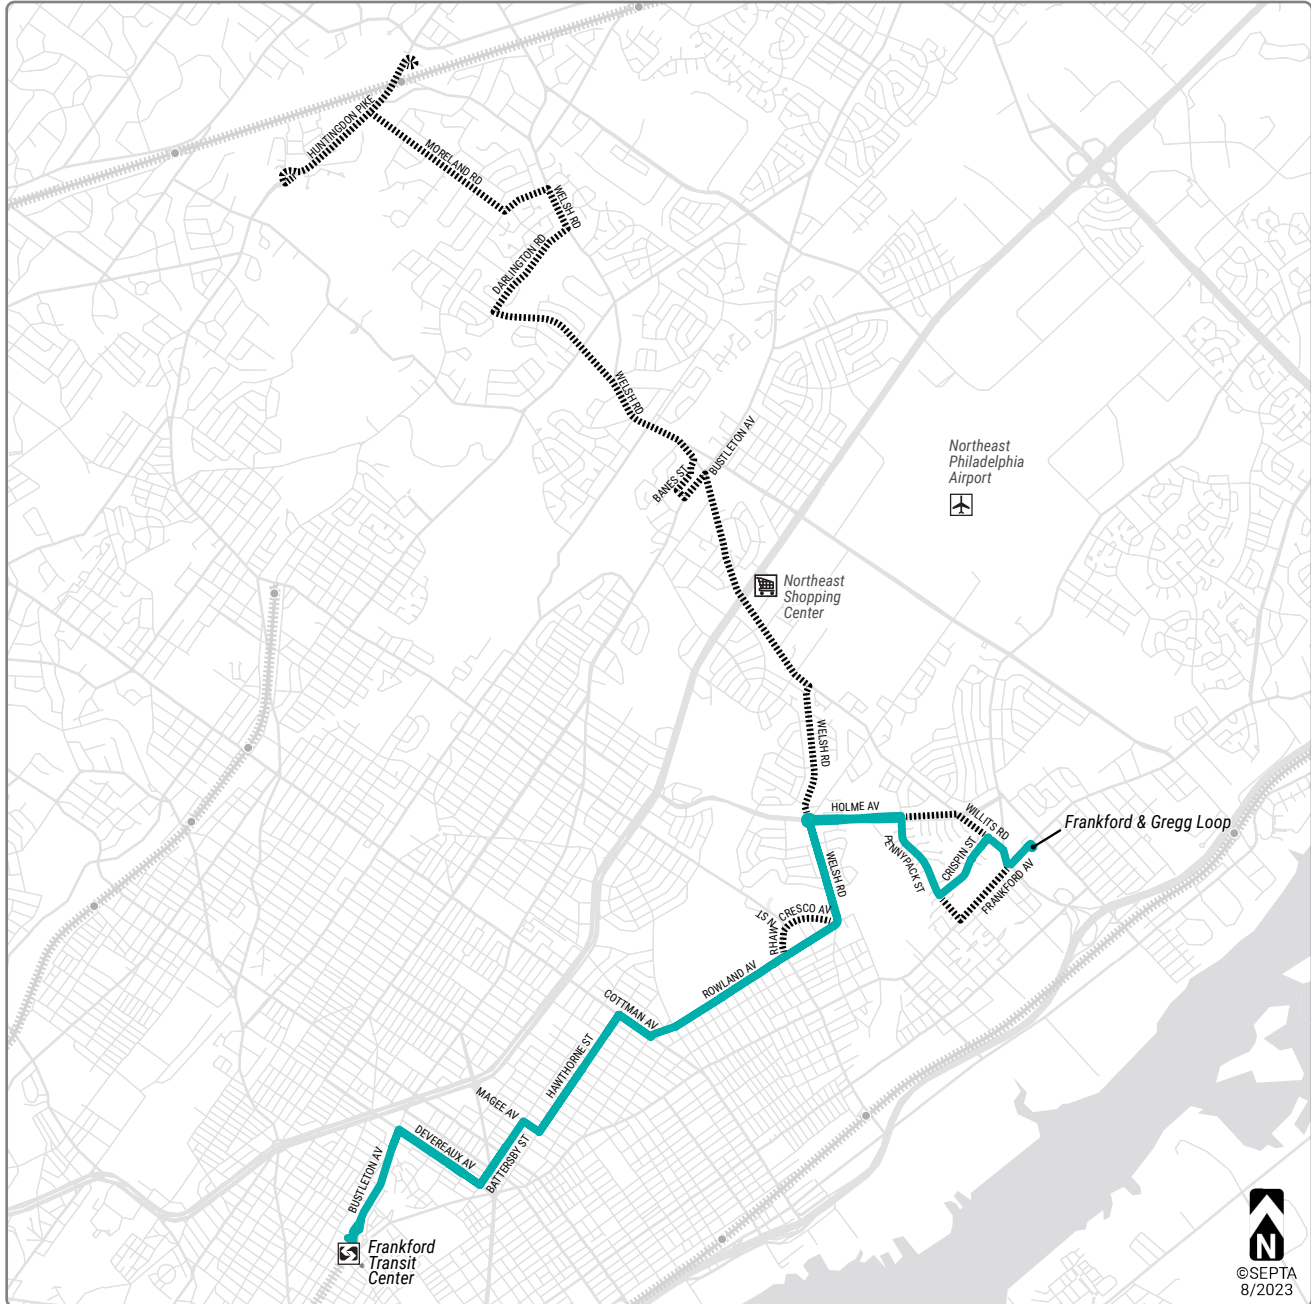 HUNTINGDON PIKE
MORELAND RD
WELSH RD
DARLINGTON RD
WELSH RD
BUSTLETON AV
BANES ST
Northeast
Philadelphia
Airport
Northeast
Shopping
Center
WELSH RD
HOLME AV
WILLITS RD
Frankford & Gregg Loop
PENNYPACK ST
CRISPIN ST
FRANKFORD AV
WELSH RD
CRESCO AV
RHAWN ST
ROWLAND AV
COTTMAN AV
HAWTHORNE ST
MAGEE AV
BATTERSBY ST
DEVEREAUX AV
BUSTLETON AV
Frankford
Transit
Center
N
©SEPTA
8/2023